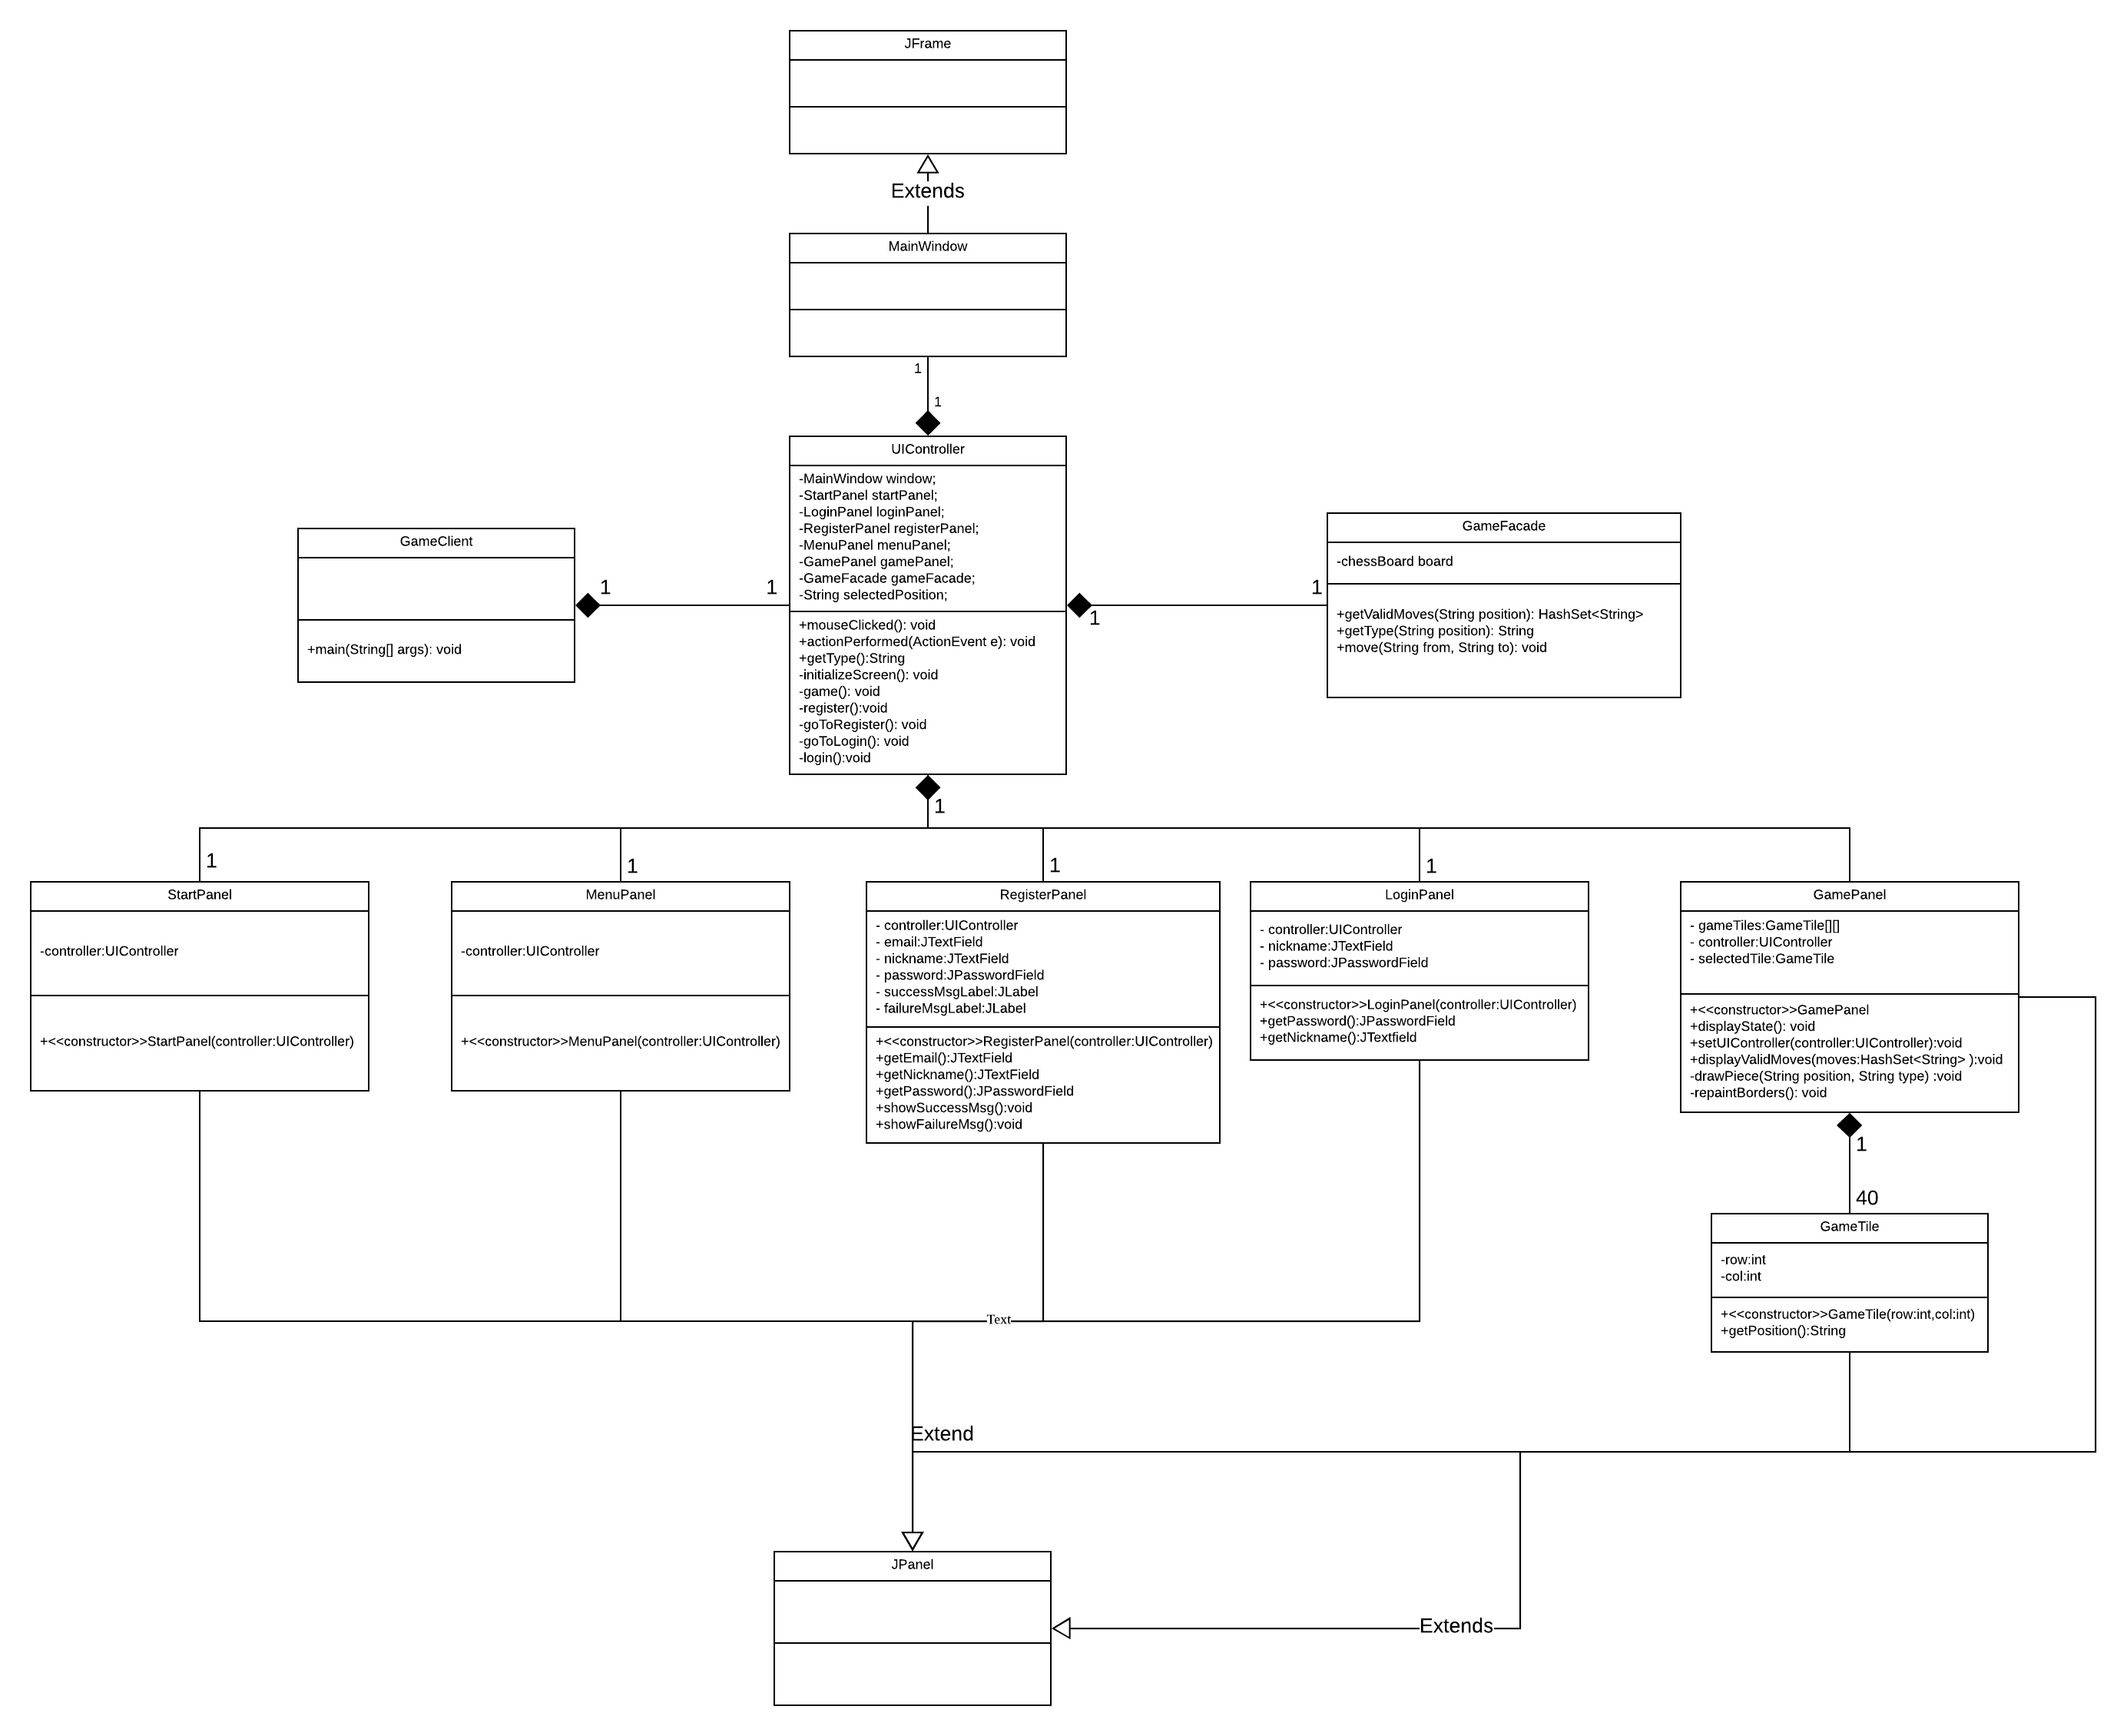 JFrame
Extends
MainWindow
1
1
UIController
-MainWindow window;
-StartPanel startPanel;
-LoginPanel loginPanel;
-RegisterPanel registerPanel;
-MenuPanel menuPanel;
-GamePanel gamePanel;
-GameFacade gameFacade;
-String selectedPosition;
+mouseClicked(): void
+actionPerformed(ActionEvent e): void
+getType():String
-initializeScreen(): void
-game(): void
-register():void
-goToRegister(): void
-goToLogin(): void
-login():void
GameClient
+main(String[] args): void
1
1
GameFacade
-chessBoard board
+getValidMoves(String position): HashSet<String>
+getType(String position): String
+move(String from, String to): void
1
1
1
1
1
1
1
StartPanel
-controller:UIController
+<<constructor>>StartPanel(controller:UIController)
MenuPanel
-controller:UIController
+<<constructor>>MenuPanel(controller:UIController)
RegisterPanel
- controller:UIController
- email:JTextField
- nickname:JTextField
- password:JPasswordField
- successMsgLabel:JLabel
- failureMsgLabel:JLabel
+<<constructor>>RegisterPanel(controller:UIController)
+getEmail():JTextField
+getNickname():JTextField
+getPassword():JPasswordField
+showSuccessMsg():void
+showFailureMsg():void
LoginPanel
- controller:UIController
- nickname:JTextField
- password:JPasswordField
+<<constructor>>LoginPanel(controller:UIController)
+getPassword():JPasswordField
+getNickname():JTextfield
GamePanel
- gameTiles:GameTile[][]
- controller:UIController
- selectedTile:GameTile
+<<constructor>>GamePanel
+displayState(): void
+setUIController(controller:UIController):void
+displayValidMoves(moves:HashSet<String> ):void
-drawPiece(String position, String type) :void
-repaintBorders(): void
1
40
GameTile
-row:int
-col:int
+<<constructor>>GameTile(row:int,col:int)
+getPosition():String
Text
Extend
JPanel
Extends